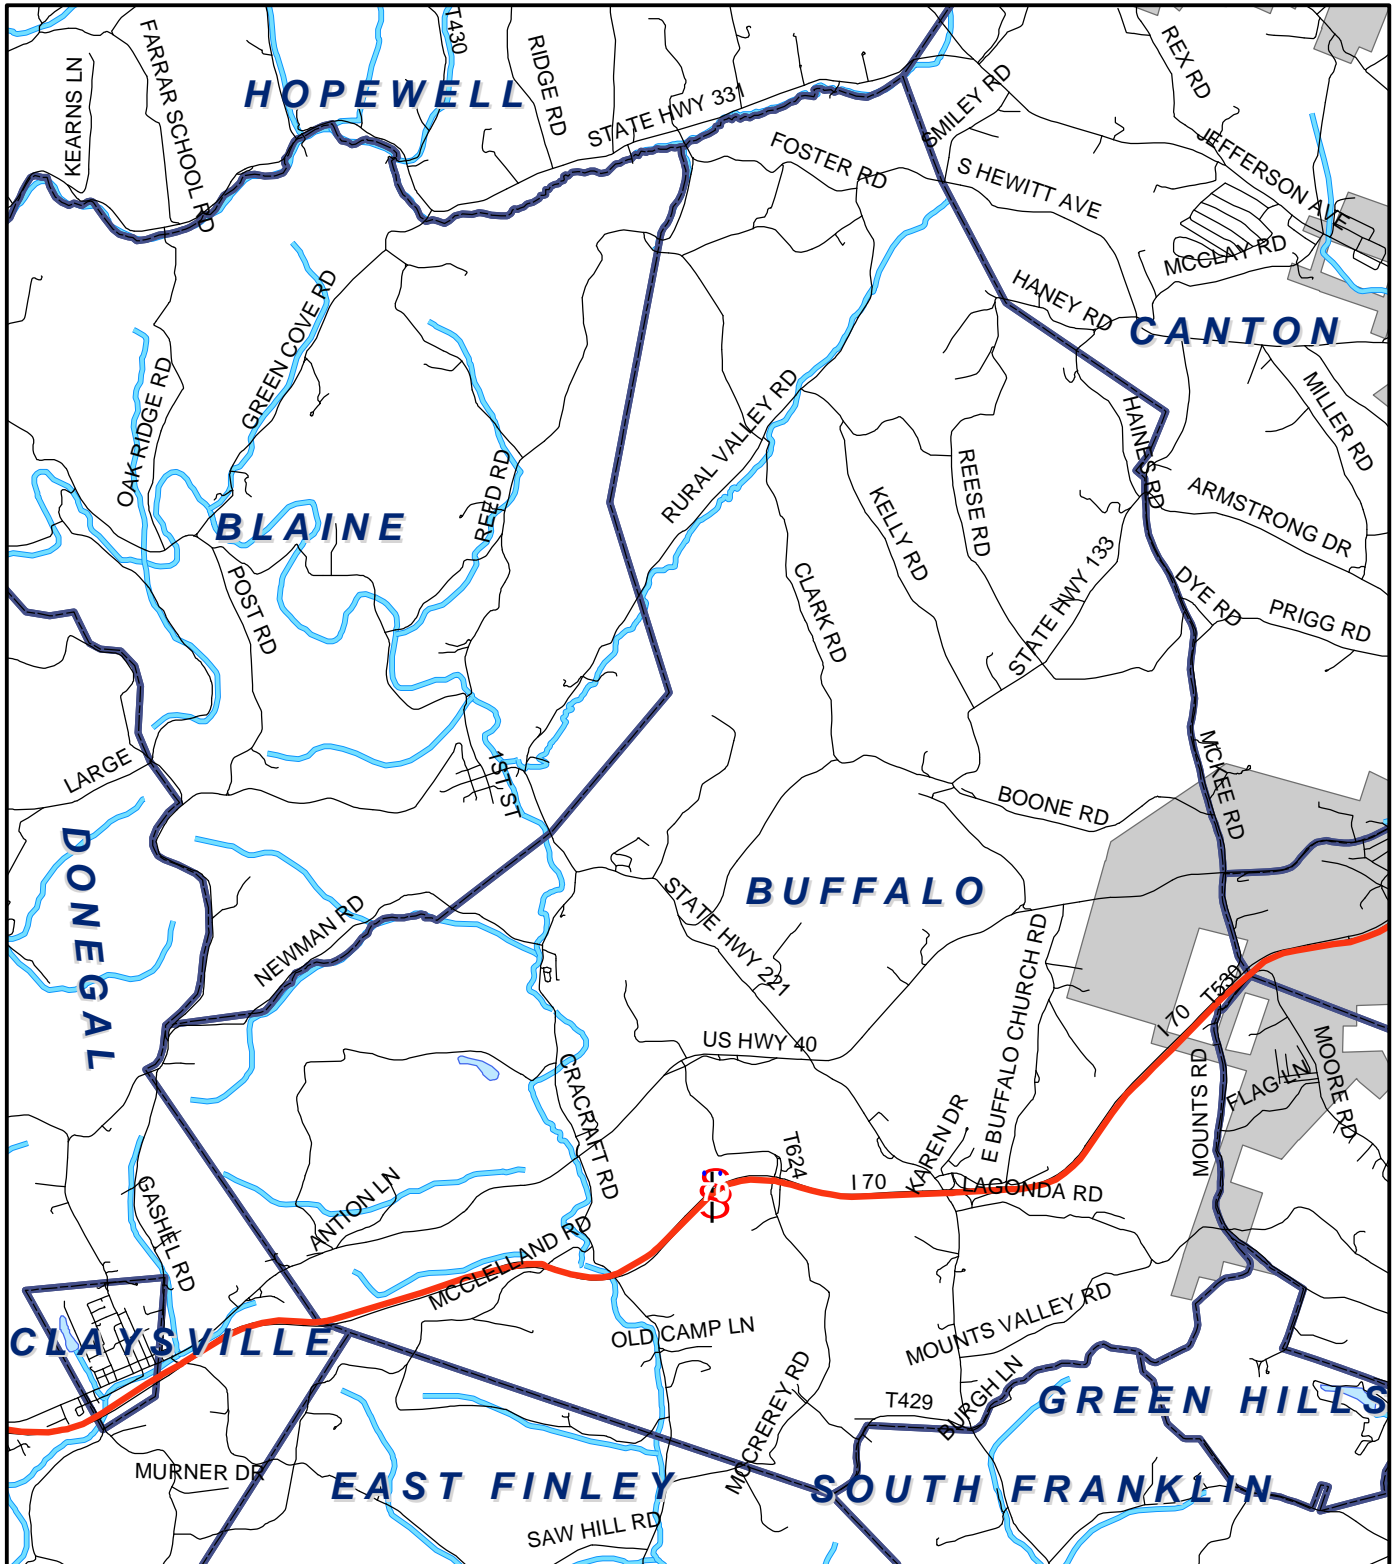 T430
FARRAR SCHOOL RD
KEARNS LN
RIDGE RD
REX RD
HOPEWELL
STATE HWY 331
SMILEY RD
FOSTER RD
JEFFERSON AVE
S HEWITT AVE
MCCLAY RD
HANEY RD
CANTON
GREEN COVE RD
OAK RIDGE RD
RURAL VALLEY RD
HAINES RD
MILLER RD
REED RD
REESE RD
KELLY RD
ARMSTRONG DR
BLAINE
STATE HWY 133
CLARK RD
POST RD
DYE RD
PRIGG RD
LARGE
1ST ST
MCKEE RD
BOONE RD
DONEGAL
BUFFALO
STATE HWY 221
NEWMAN RD
E BUFFALO CHURCH RD
T530
I 70
US HWY 40
MOORE RD
MOUNTS RD
FLAG LN
CRACRAFT RD
KAREN DR
T624
I 70
LAGONDA RD
GASHEL RD
ANTION LN
MCCLELLAND RD
CLAYSVILLE
OLD CAMP LN
MOUNTS VALLEY RD
MCCREREY RD
T429
BURGH LN
GREEN HILLS
MURNER DR
EAST FINLEY
SOUTH FRANKLIN
SAW HILL RD